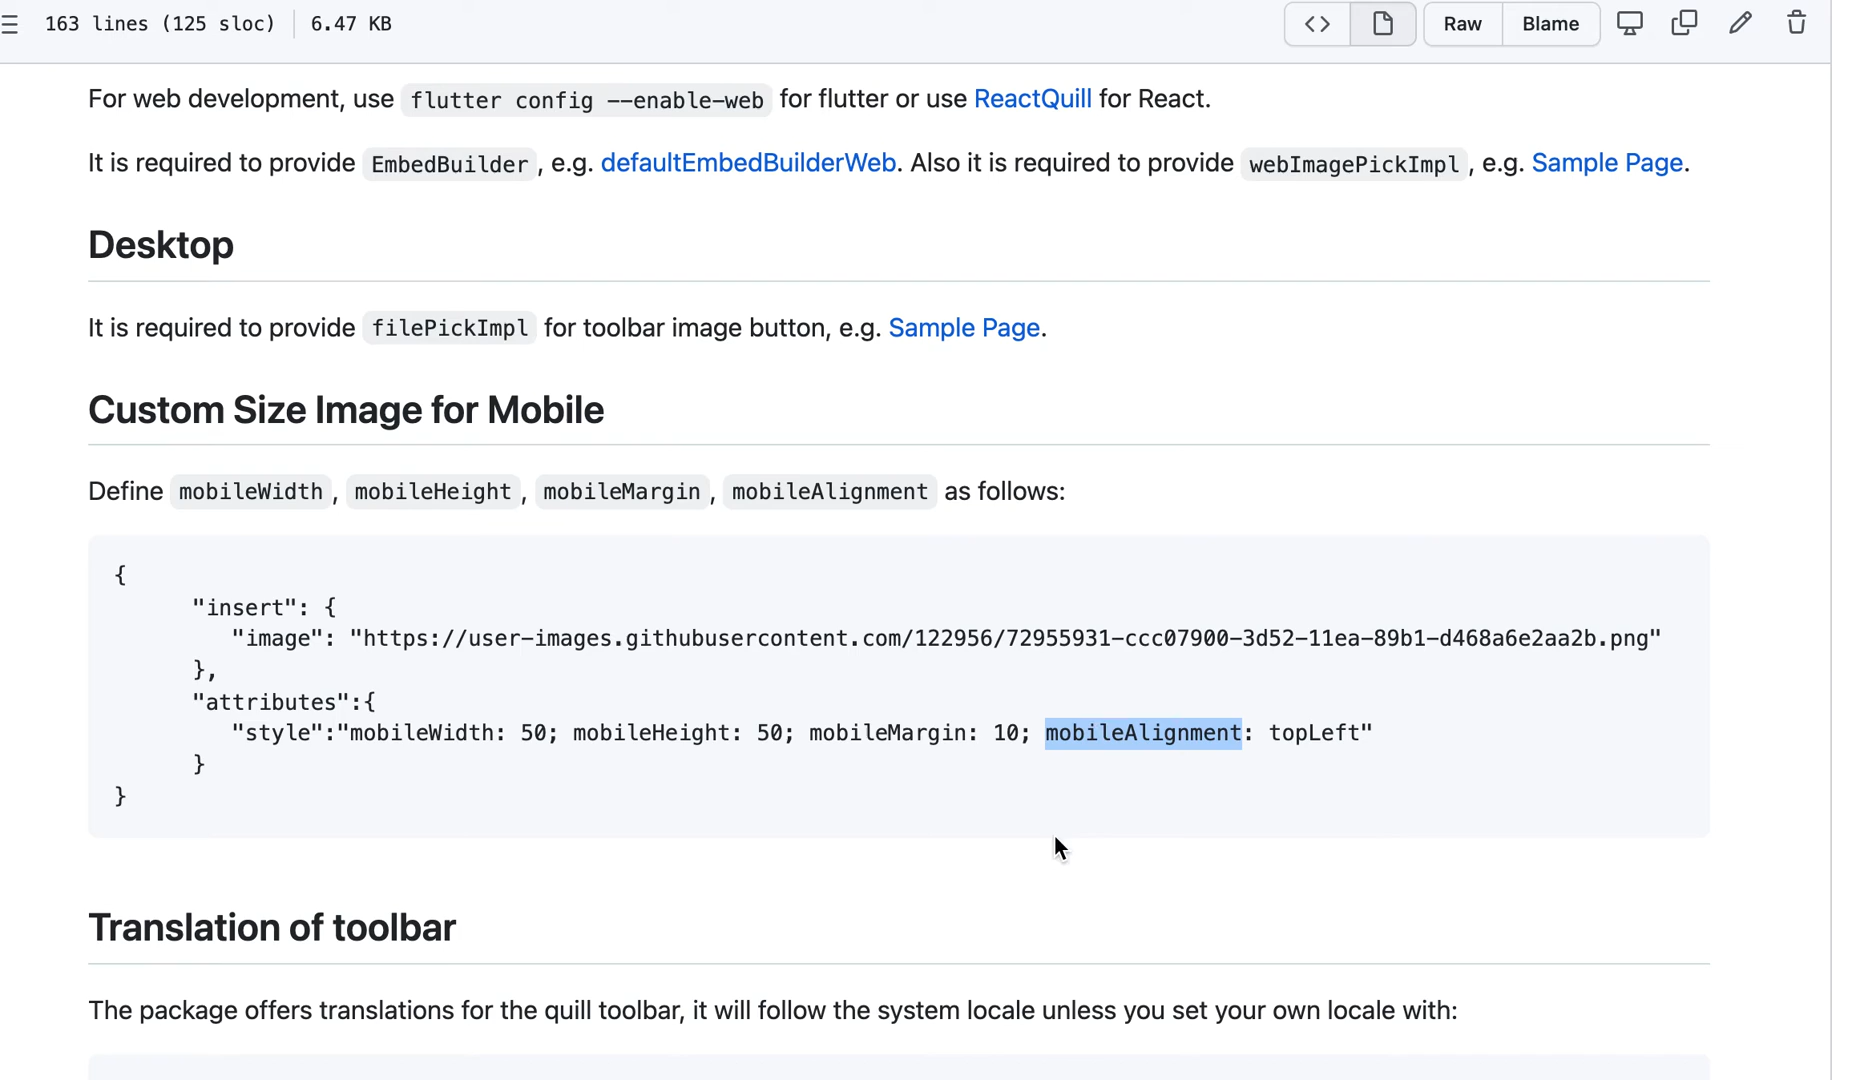 163 lines (125 sloc) 6.47 KB Raw Blame
For web development, use flutter config --enable-web for flutter or use ReactQuill for React.
It is required to provide EmbedBuilder, e.g. defaultEmbedBuilderWeb. Also it is required to provide webImagePickImpl, e.g. Sample Page.
Desktop
It is required to provide filePickImpl for toolbar image button, e.g. Sample Page.
Custom Size Image for Mobile
Define mobileWidth, mobileHeight, mobileMargin, mobileAlignment as follows:
{
"insert": {
"image": "https://user-images.githubusercontent.com/122956/72955931-ccc07900-3d52-11ea-89b1-d468a6e2aa2b.png"
},
"attributes":{
"style":"mobileWidth: 50; mobileHeight: 50; mobileMargin: 10; mobileAlignment: topLeft"
}
}
Translation of toolbar
The package offers translations for the quill toolbar, it will follow the system locale unless you set your own locale with: